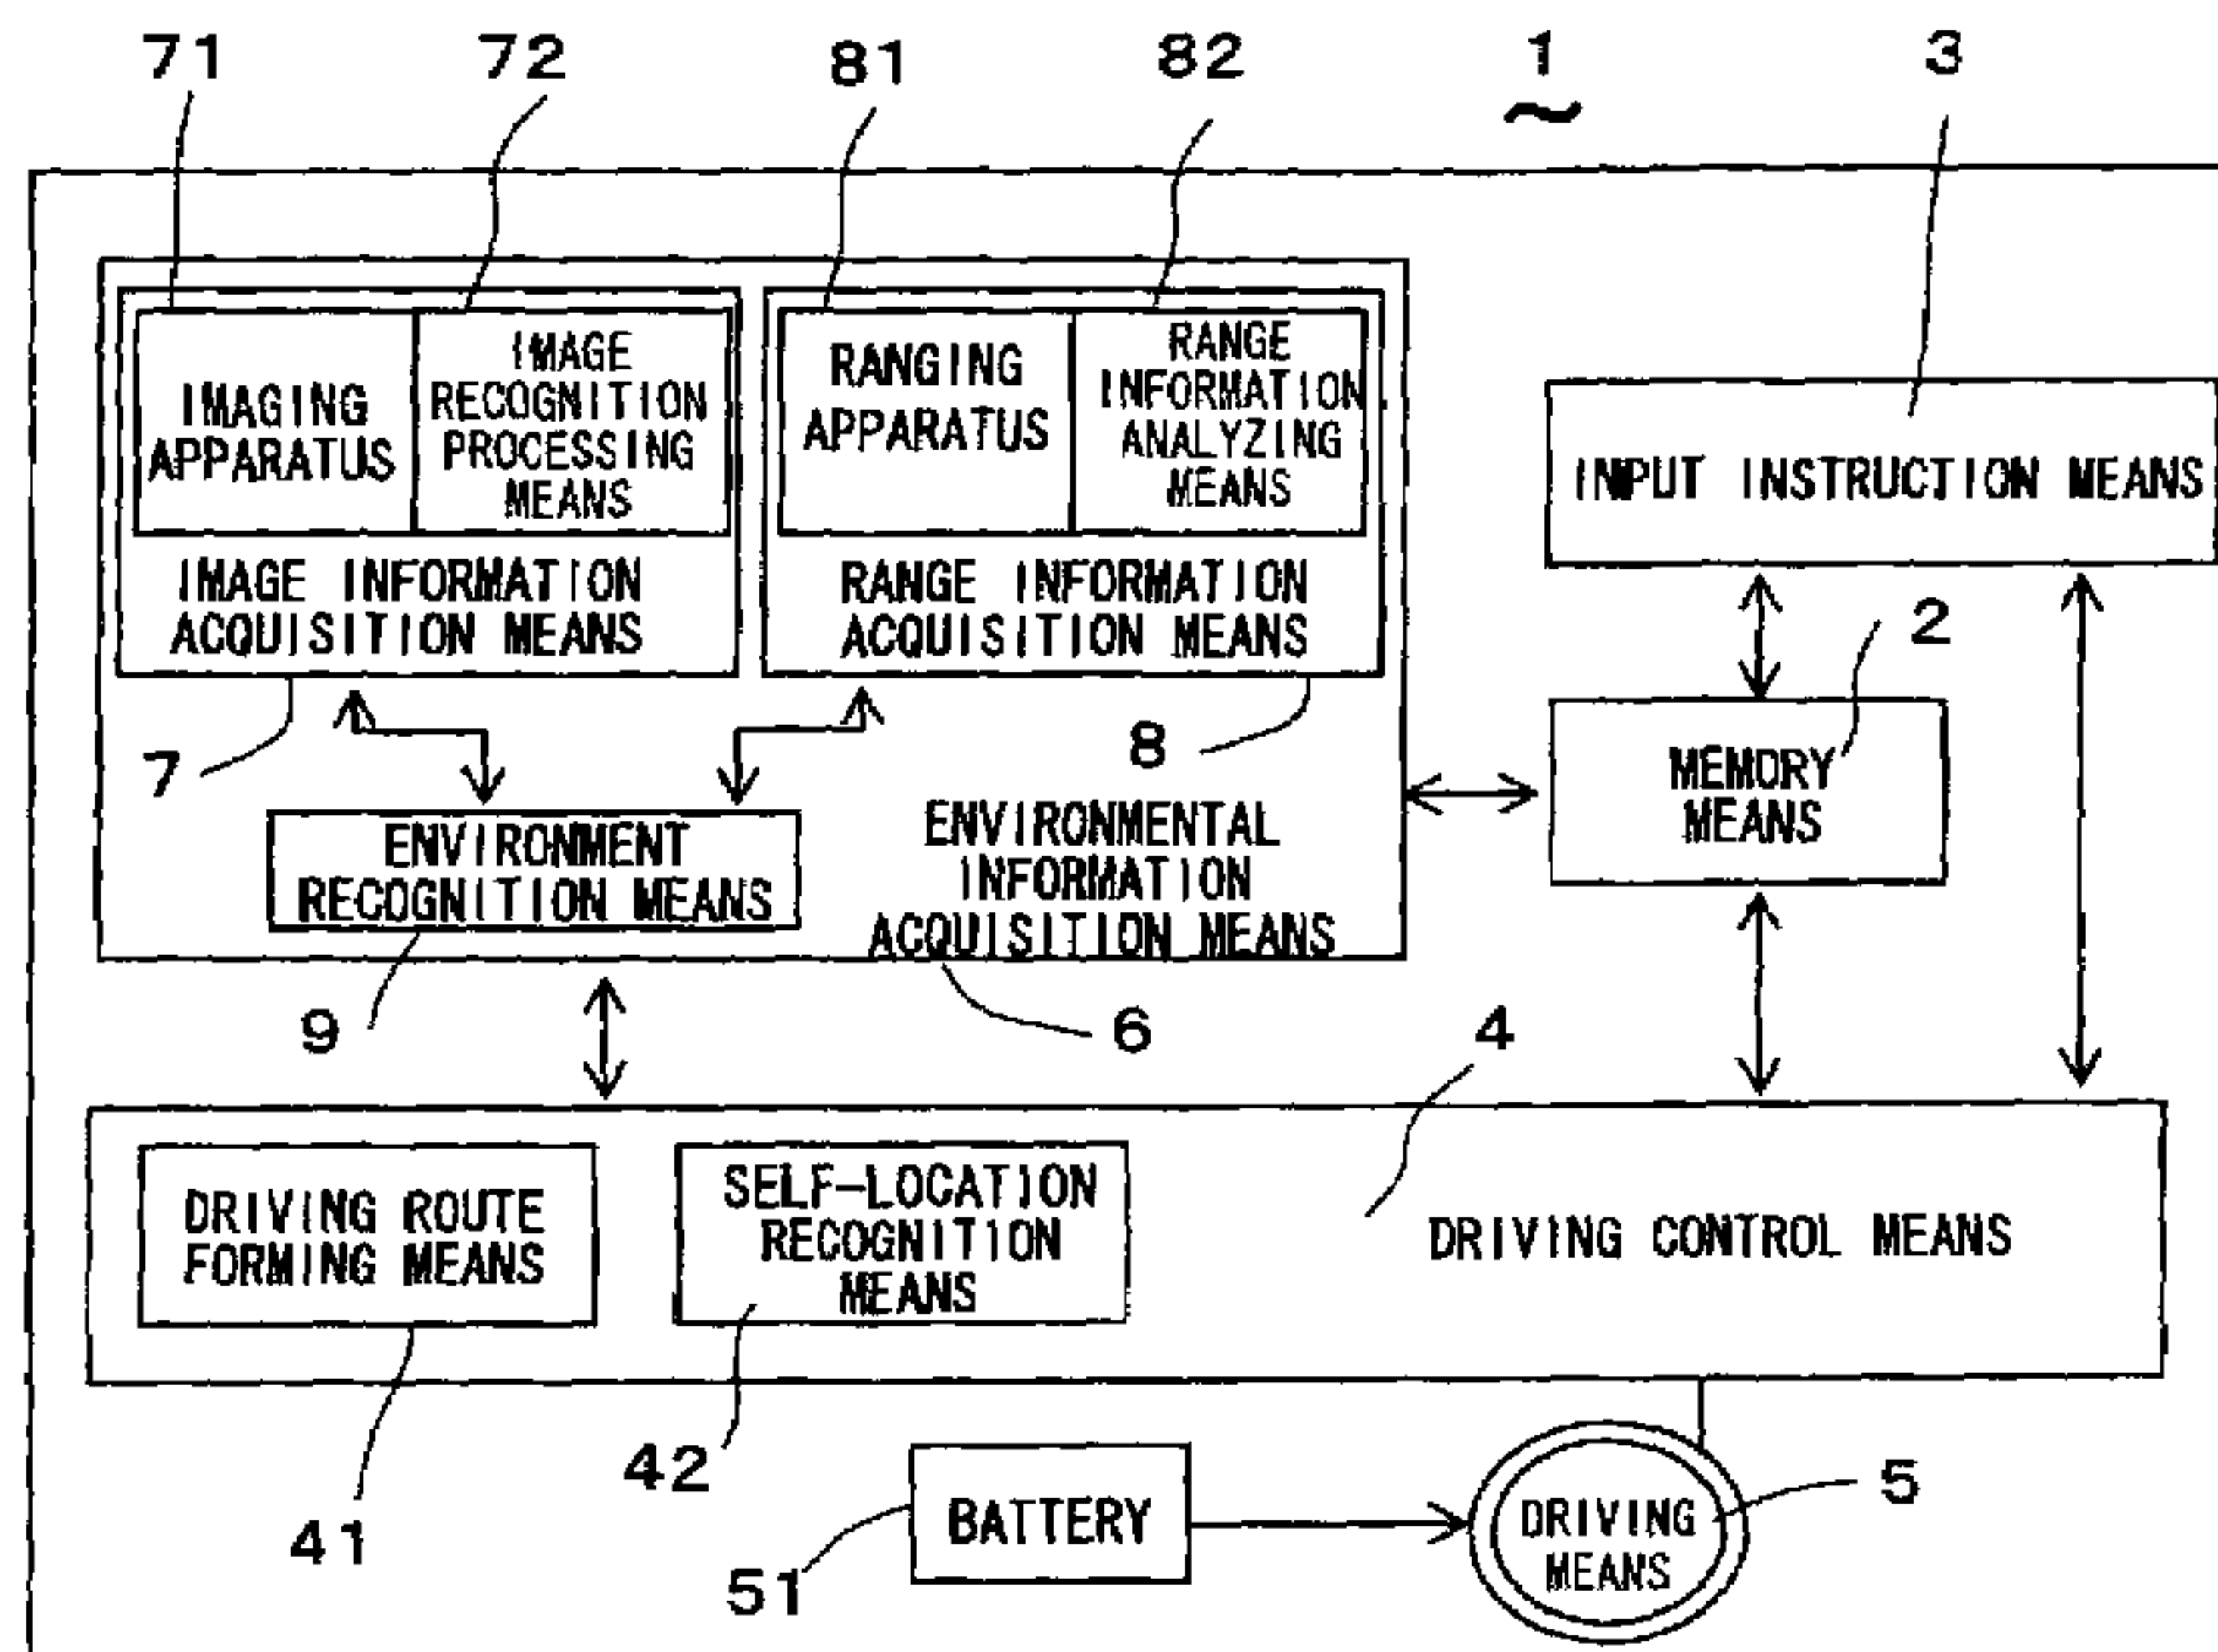 71 72 81 82 1 3
IMAGING
APPARATUS
IMAGE
RECOGNITION
PROCESSING
MEANS
RANGING
APPARATUS
RANGE
INFORMATION
ANALYZING
MEANS
IMAGE INFORMATION
ACQUISITION MEANS
RANGE INFORMATION
ACQUISITION MEANS
INPUT INSTRUCTION MEANS
2
7
8
MEMORY
MEANS
ENVIRONMENT
RECOGNITION MEANS
ENVIRONMENTAL
INFORMATION
ACQUISITION MEANS
9
6
4
DRIVING ROUTE
FORMING MEANS
SELF-LOCATION
RECOGNITION
MEANS
DRIVING CONTROL MEANS
41
42
51
BATTERY
DRIVING
MEANS
5